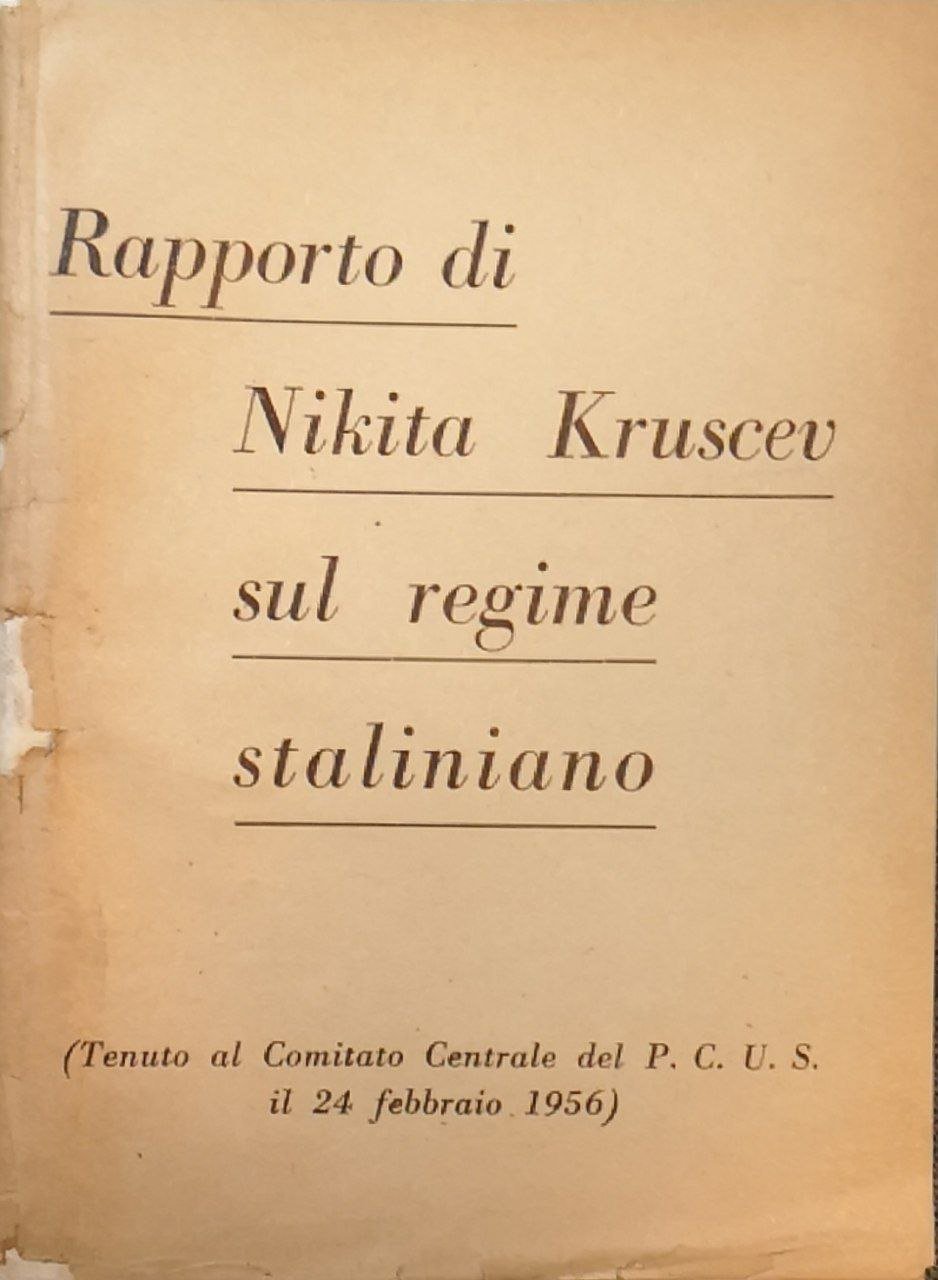 Rapporto di
Nikita Kruscev
sul regime
staliniano
(Tenuto al Comitato Centrale del P. C. U. S.
il 24 febbraio 1956)